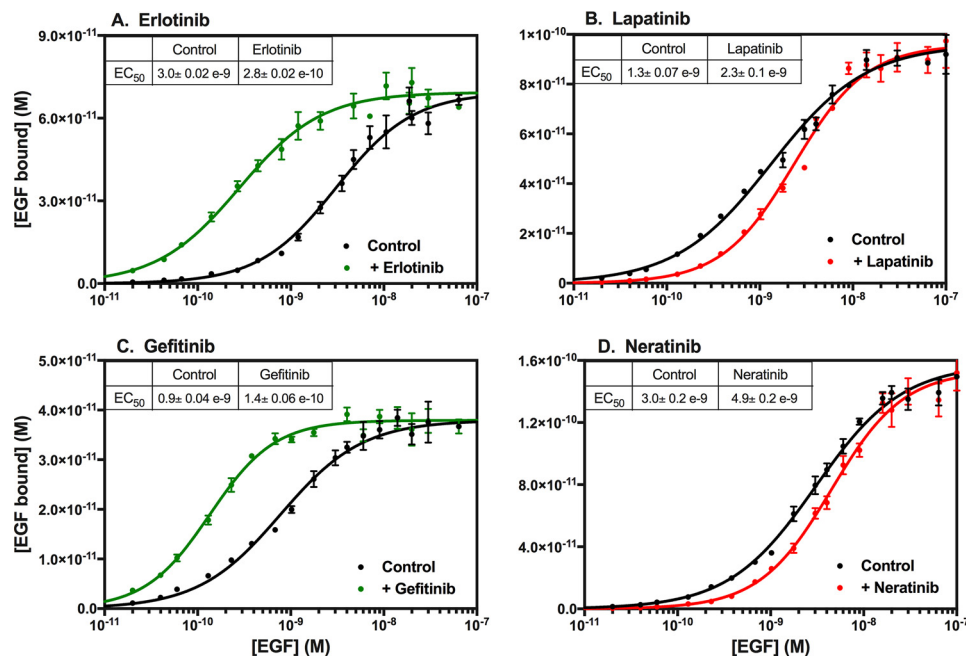 A. Erlotinib
Control Erlotinib
EC50 3.0± 0.02 e-9 2.8± 0.02 e-10
[EGF bound] (M)
9.0×10-11
6.0×10-11
3.0×10-11
0.0
Control
+ Erlotinib
10-11 10-10 10-9 10-8 10-7
B. Lapatinib
Control Lapatinib
EC50 1.3± 0.07 e-9 2.3± 0.1 e-9
1×10-10
8×10-11
6×10-11
4×10-11
2×10-11
0
Control
+ Lapatinib
10-11 10-10 10-9 10-8 10-7
C. Gefitinib
Control Gefitinib
EC50 0.9± 0.04 e-9 1.4± 0.06 e-10
[EGF bound] (M)
5.0×10-11
4.0×10-11
3.0×10-11
2.0×10-11
1.0×10-11
0.0
Control
+ Gefitinib
10-11 10-10 10-9 10-8 10-7
[EGF] (M)
D. Neratinib
Control Neratinib
EC50 3.0± 0.2 e-9 4.9± 0.2 e-9
1.6×10-10
1.2×10-10
8.0×10-11
4.0×10-11
0.0
Control
+ Neratinib
10-11 10-10 10-9 10-8 10-7
[EGF] (M)